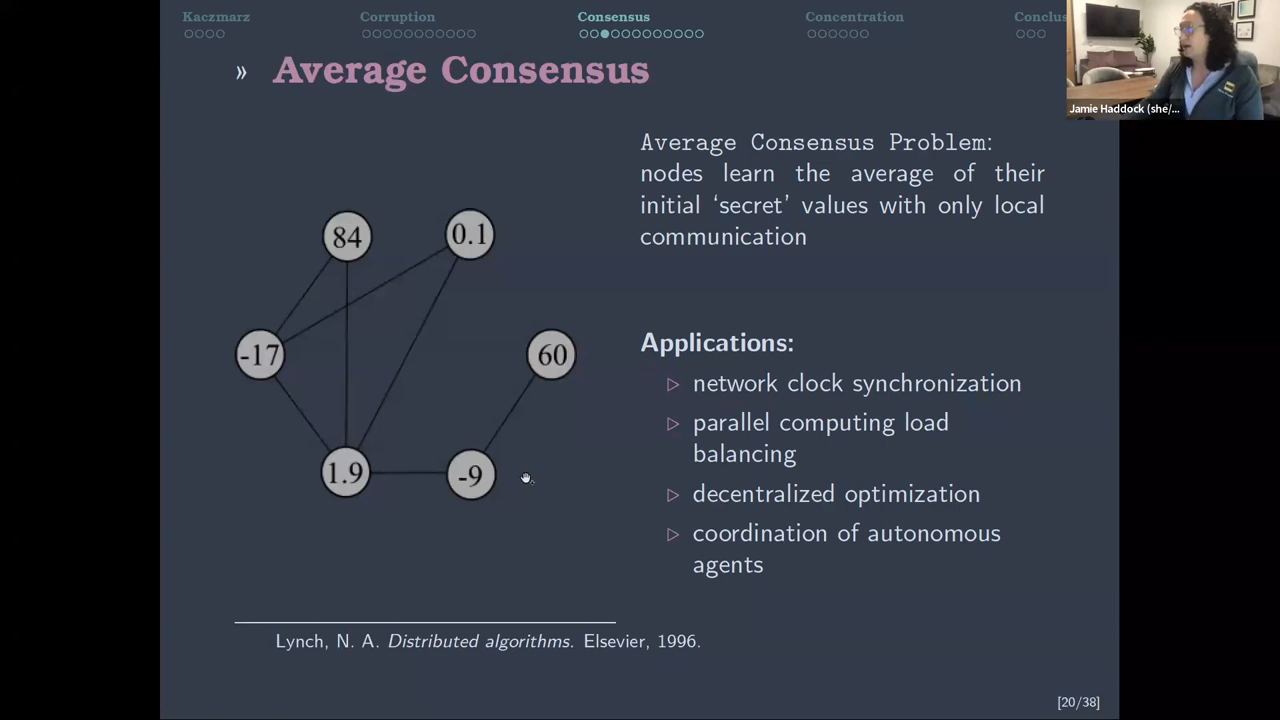 Kaczmarz Corruption Consensus Concentration Conclus
» Average Consensus
Jamie Haddock (she/...
Average Consensus Problem:
nodes learn the average of their
initial ‘secret’ values with only local
communication
84 0.1
-17 60
1.9 -9
Applications:
▷ network clock synchronization
▷ parallel computing load
balancing
▷ decentralized optimization
▷ coordination of autonomous
agents
Lynch, N. A. Distributed algorithms. Elsevier, 1996.
[20/38]